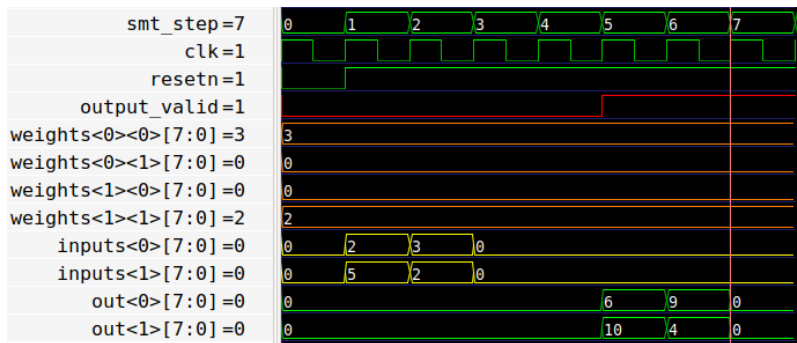 smt_step=7 0 1 2 3 4 5 6 7
clk=1
resetn=1
output_valid=1
weights<0><0>[7:0]=3 3
weights<0><1>[7:0]=0 0
weights<1><0>[7:0]=0 0
weights<1><1>[7:0]=2 2
inputs<0>[7:0]=0 0 2 3 0
inputs<1>[7:0]=0 0 5 2 0
out<0>[7:0]=0 0 6 9 0
out<1>[7:0]=0 0 10 4 0